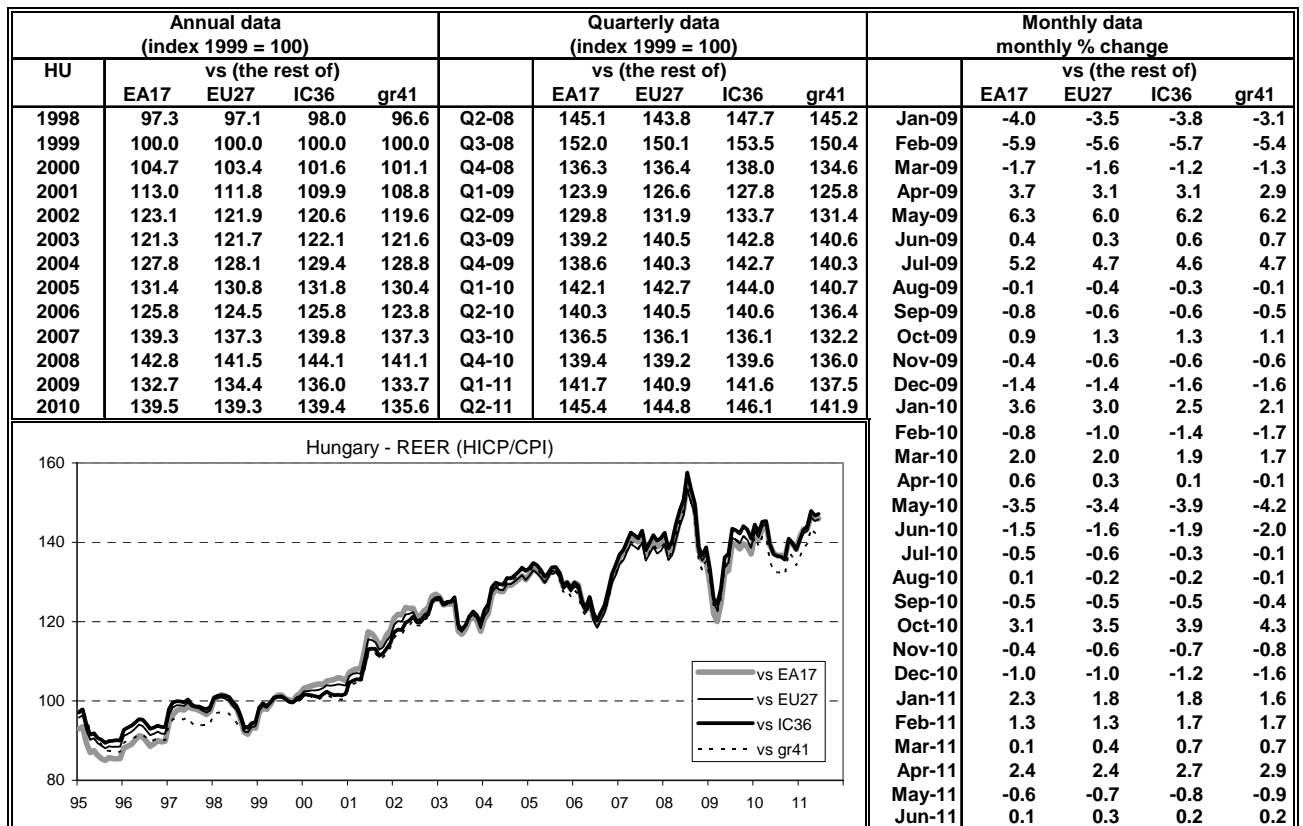 Annual data
(index 1999 = 100)
HU vs (the rest of)
EA17 EU27 IC36 gr41
1998 97.3 97.1 98.0 96.6
1999 100.0 100.0 100.0 100.0
2000 104.7 103.4 101.6 101.1
2001 113.0 111.8 109.9 108.8
2002 123.1 121.9 120.6 119.6
2003 121.3 121.7 122.1 121.6
2004 127.8 128.1 129.4 128.8
2005 131.4 130.8 131.8 130.4
2006 125.8 124.5 125.8 123.8
2007 139.3 137.3 139.8 137.3
2008 142.8 141.5 144.1 141.1
2009 132.7 134.4 136.0 133.7
2010 139.5 139.3 139.4 135.6
Quarterly data
(index 1999 = 100)
vs (the rest of)
EA17 EU27 IC36 gr41
Q2-08 145.1 143.8 147.7 145.2
Q3-08 152.0 150.1 153.5 150.4
Q4-08 136.3 136.4 138.0 134.6
Q1-09 123.9 126.6 127.8 125.8
Q2-09 129.8 131.9 133.7 131.4
Q3-09 139.2 140.5 142.8 140.6
Q4-09 138.6 140.3 142.7 140.3
Q1-10 142.1 142.7 144.0 140.7
Q2-10 140.3 140.5 140.6 136.4
Q3-10 136.5 136.1 136.1 132.2
Q4-10 139.4 139.2 139.6 136.0
Q1-11 141.7 140.9 141.6 137.5
Q2-11 145.4 144.8 146.1 141.9
Monthly data
monthly % change
vs (the rest of)
EA17 EU27 IC36 gr41
Jan-09 -4.0 -3.5 -3.8 -3.1
Feb-09 -5.9 -5.6 -5.7 -5.4
Mar-09 -1.7 -1.6 -1.2 -1.3
Apr-09 3.7 3.1 3.1 2.9
May-09 6.3 6.0 6.2 6.2
Jun-09 0.4 0.3 0.6 0.7
Jul-09 5.2 4.7 4.6 4.7
Aug-09 -0.1 -0.4 -0.3 -0.1
Sep-09 -0.8 -0.6 -0.6 -0.5
Oct-09 0.9 1.3 1.3 1.1
Nov-09 -0.4 -0.6 -0.6 -0.6
Dec-09 -1.4 -1.4 -1.6 -1.6
Jan-10 3.6 3.0 2.5 2.1
Feb-10 -0.8 -1.0 -1.4 -1.7
Mar-10 2.0 2.0 1.9 1.7
Apr-10 0.6 0.3 0.1 -0.1
May-10 -3.5 -3.4 -3.9 -4.2
Jun-10 -1.5 -1.6 -1.9 -2.0
Jul-10 -0.5 -0.6 -0.3 -0.1
Aug-10 0.1 -0.2 -0.2 -0.1
Sep-10 -0.5 -0.5 -0.5 -0.4
Oct-10 3.1 3.5 3.9 4.3
Nov-10 -0.4 -0.6 -0.7 -0.8
Dec-10 -1.0 -1.0 -1.2 -1.6
Jan-11 2.3 1.8 1.8 1.6
Feb-11 1.3 1.3 1.7 1.7
Mar-11 0.1 0.4 0.7 0.7
Apr-11 2.4 2.4 2.7 2.9
May-11 -0.6 -0.7 -0.8 -0.9
Jun-11 0.1 0.3 0.2 0.2
Hungary - REER (HICP/CPI)
160
140
120
100
80
vs EA17
vs EU27
vs IC36
vs gr41
95 96 97 98 99 00 01 02 03 04 05 06 07 08 09 10 11